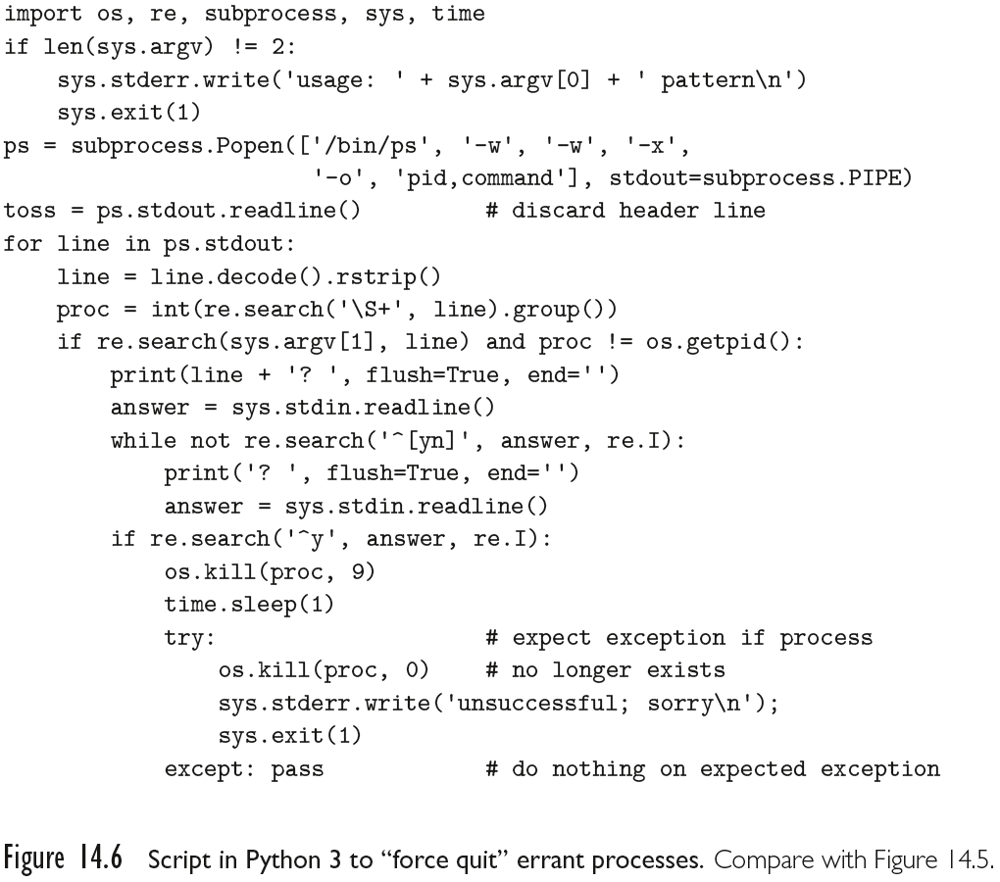 import os, re, subprocess, sys, time
if len(sys.argv) != 2:
    sys.stderr.write('usage: ' + sys.argv[0] + ' pattern\n')
    sys.exit(1)
ps = subprocess.Popen(['/bin/ps', '-w', '-w', '-x',
                       '-o', 'pid,command'], stdout=subprocess.PIPE)
toss = ps.stdout.readline()         # discard header line
for line in ps.stdout:
    line = line.decode().rstrip()
    proc = int(re.search('\S+', line).group())
    if re.search(sys.argv[1], line) and proc != os.getpid():
        print(line + '? ', flush=True, end='')
        answer = sys.stdin.readline()
        while not re.search('^[yn]', answer, re.I):
            print('? ', flush=True, end='')
            answer = sys.stdin.readline()
        if re.search('^y', answer, re.I):
            os.kill(proc, 9)
            time.sleep(1)
            try:                    # expect exception if process
                os.kill(proc, 0)    # no longer exists
                sys.stderr.write('unsuccessful; sorry\n');
                sys.exit(1)
            except: pass            # do nothing on expected exception
Figure 14.6 Script in Python 3 to “force quit” errant processes. Compare with Figure 14.5.